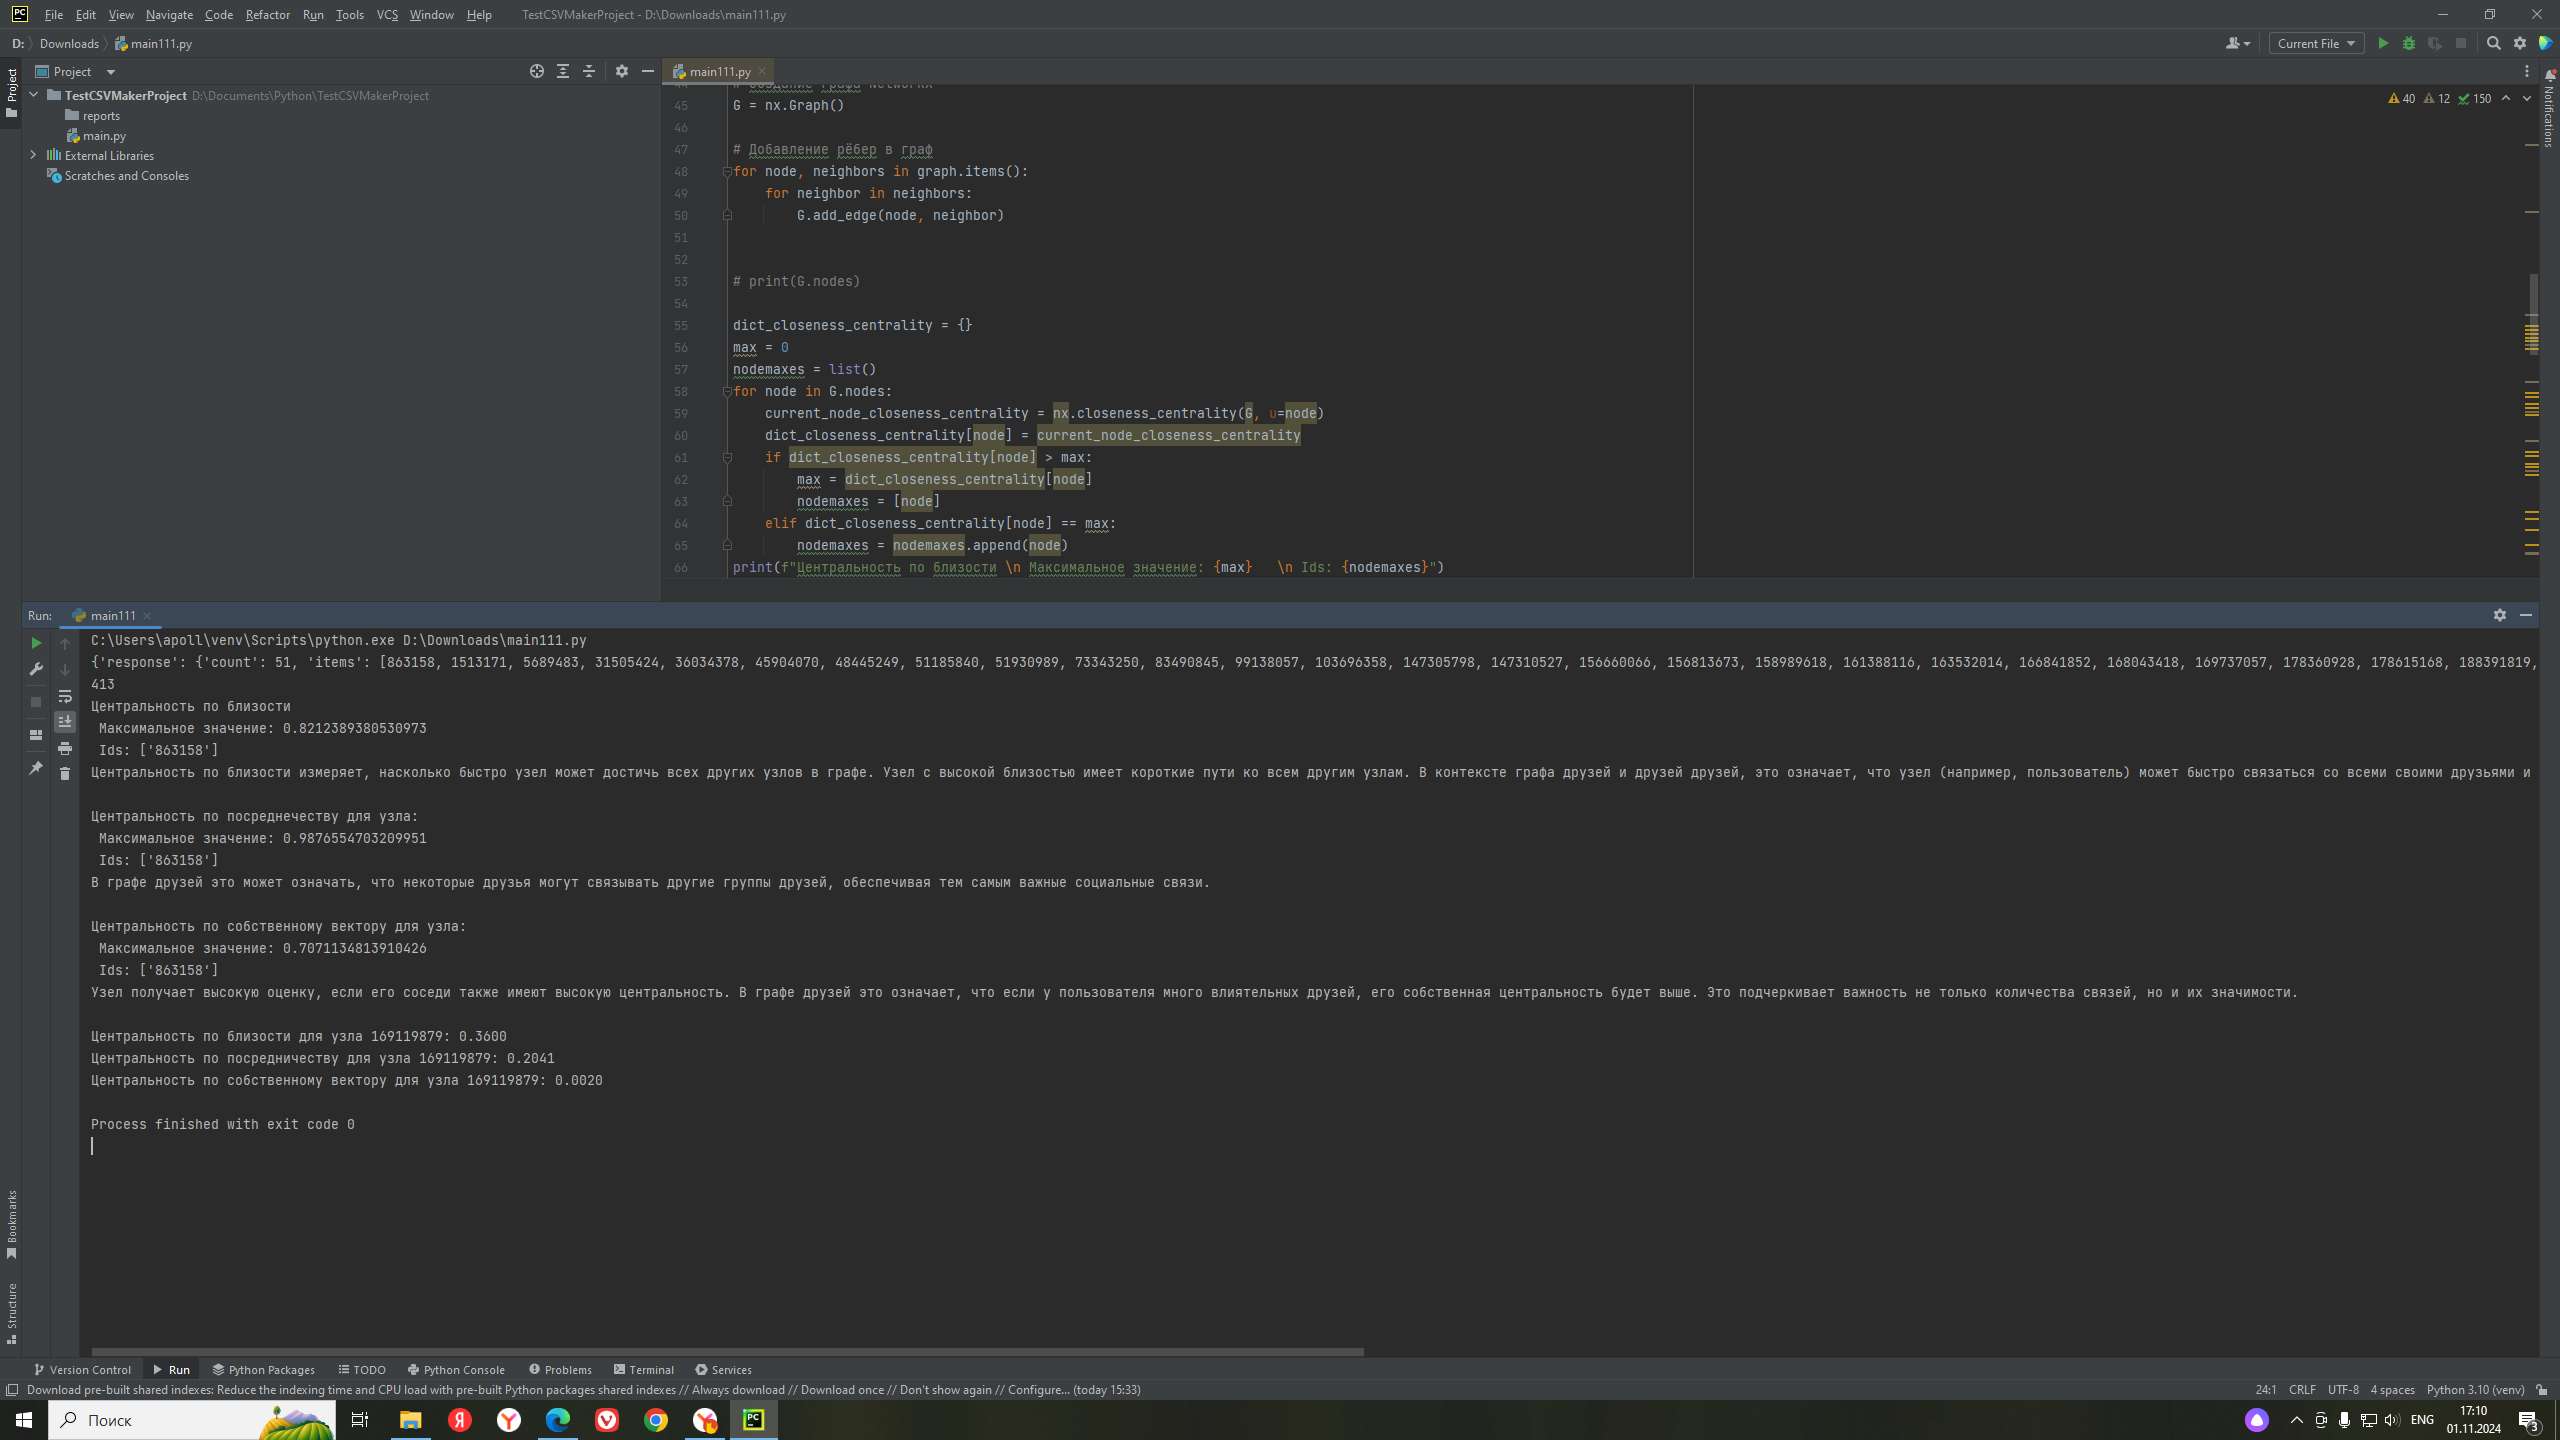 File Edit View Navigate Code Refactor Run Tools VCS Window Help TestCSVMakerProject - D:\Downloads\main111.py
D: Downloads main111.py Current File
Project main111.py
TestCSVMakerProject D:\Documents\Python\TestCSVMakerProject
reports
main.py
External Libraries
Scratches and Consoles
Project
Notifications
40 12 150
45 G = nx.Graph()
46
47 # Добавление рёбер в граф
48 for node, neighbors in graph.items():
49 for neighbor in neighbors:
50 G.add_edge(node, neighbor)
51
52
53 # print(G.nodes)
54
55 dict_closeness_centrality = {}
56 max = 0
57 nodemaxes = list()
58 for node in G.nodes:
59 current_node_closeness_centrality = nx.closeness_centrality(G, u=node)
60 dict_closeness_centrality[node] = current_node_closeness_centrality
61 if dict_closeness_centrality[node] > max:
62 max = dict_closeness_centrality[node]
63 nodemaxes = [node]
64 elif dict_closeness_centrality[node] == max:
65 nodemaxes = nodemaxes.append(node)
66 print(f"Центральность по близости \n Максимальное значение: {max} \n Ids: {nodemaxes}")
Run: main111
C:\Users\apoll\venv\Scripts\python.exe D:\Downloads\main111.py
{'response': {'count': 51, 'items': [863158, 1513171, 5689483, 31505424, 36034378, 45904070, 48445249, 51185840, 51930989, 73343250, 83490845, 99138057, 103696358, 147305798, 147310527, 156660066, 156813673, 158989618, 161388116, 163532014, 166841852, 168043418, 169737057, 178360928, 178615168, 188391819,
413
Центральность по близости
Максимальное значение: 0.8212389380530973
Ids: ['863158']
Центральность по близости измеряет, насколько быстро узел может достичь всех других узлов в графе. Узел с высокой близостью имеет короткие пути ко всем другим узлам. В контексте графа друзей и друзей друзей, это означает, что узел (например, пользователь) может быстро связаться со всеми своими друзьями и
Центральность по посреднечеству для узла:
Максимальное значение: 0.9876554703209951
Ids: ['863158']
В графе друзей это может означать, что некоторые друзья могут связывать другие группы друзей, обеспечивая тем самым важные социальные связи.
Центральность по собственному вектору для узла:
Максимальное значение: 0.7071134813910426
Ids: ['863158']
Узел получает высокую оценку, если его соседи также имеют высокую центральность. В графе друзей это означает, что если у пользователя много влиятельных друзей, его собственная центральность будет выше. Это подчеркивает важность не только количества связей, но и их значимости.
Центральность по близости для узла 169119879: 0.3600
Центральность по посредничеству для узла 169119879: 0.2041
Центральность по собственному вектору для узла 169119879: 0.0020
Process finished with exit code 0
Bookmarks
Structure
Version Control Run Python Packages TODO Python Console Problems Terminal Services
Download pre-built shared indexes: Reduce the indexing time and CPU load with pre-built Python packages shared indexes // Always download // Download once // Don't show again // Configure... (today 15:33) 24:1 CRLF UTF-8 4 spaces Python 3.10 (venv)
Поиск ENG 17:10
01.11.2024 3